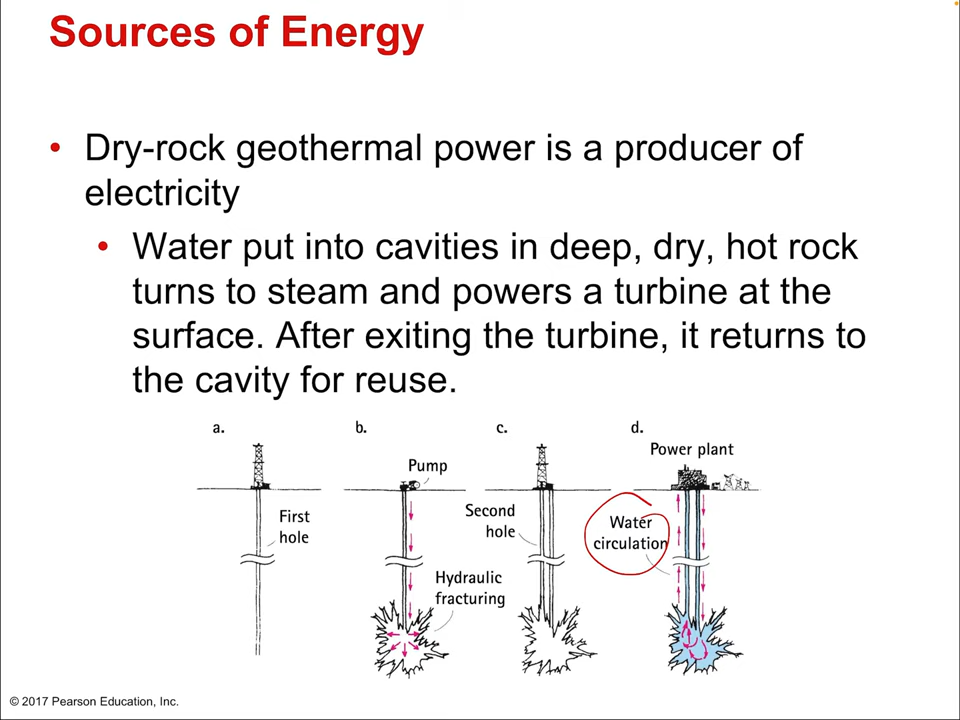 Sources of Energy
• Dry-rock geothermal power is a producer of
electricity
• Water put into cavities in deep, dry, hot rock
turns to steam and powers a turbine at the
surface. After exiting the turbine, it returns to
the cavity for reuse.
a.
b.
c.
d.
Power plant
Pump
First
hole
Second
hole
Water
circulation
Hydraulic
fracturing
© 2017 Pearson Education, Inc.